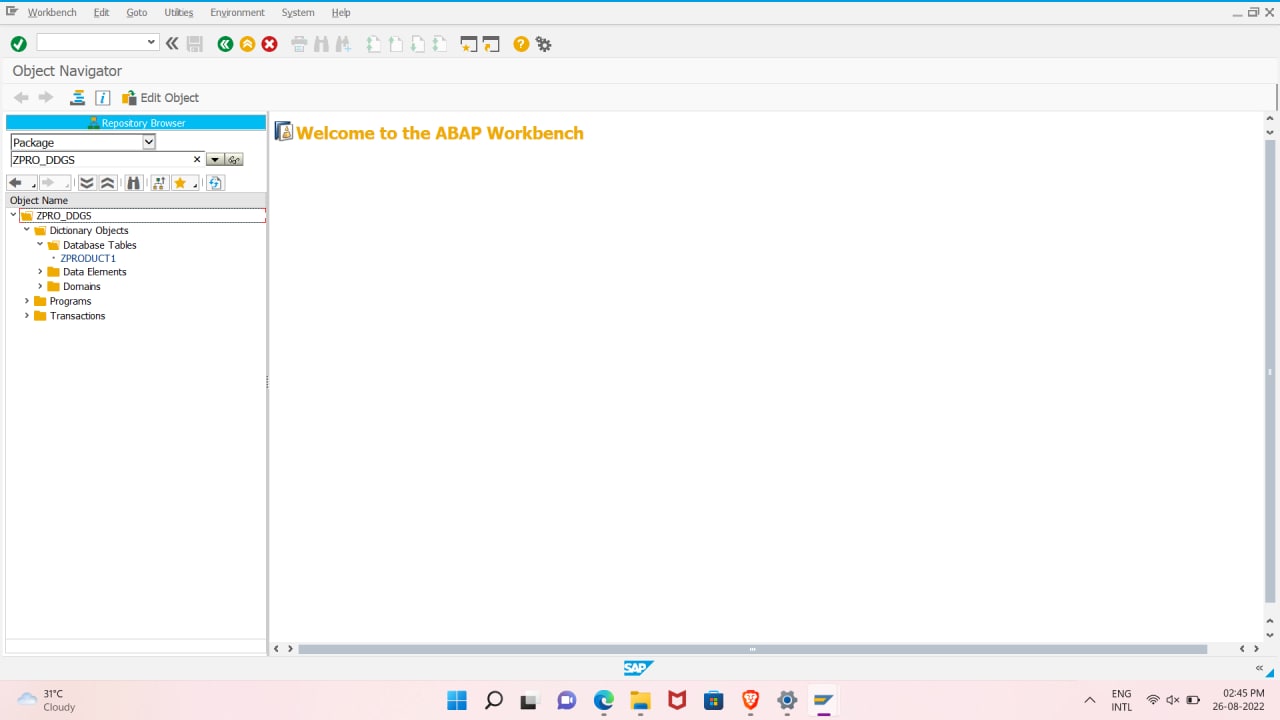 Workbench Edit Goto Utilities Environment System Help
Object Navigator
Edit Object
Repository Browser
Package
ZPRO_DDGS
Object Name
ZPRO_DDGS
Dictionary Objects
Database Tables
ZPRODUCT1
Data Elements
Domains
Programs
Transactions
Welcome to the ABAP Workbench
SAP
31°C
Cloudy
ENG
INTL
02:45 PM
26-08-2022